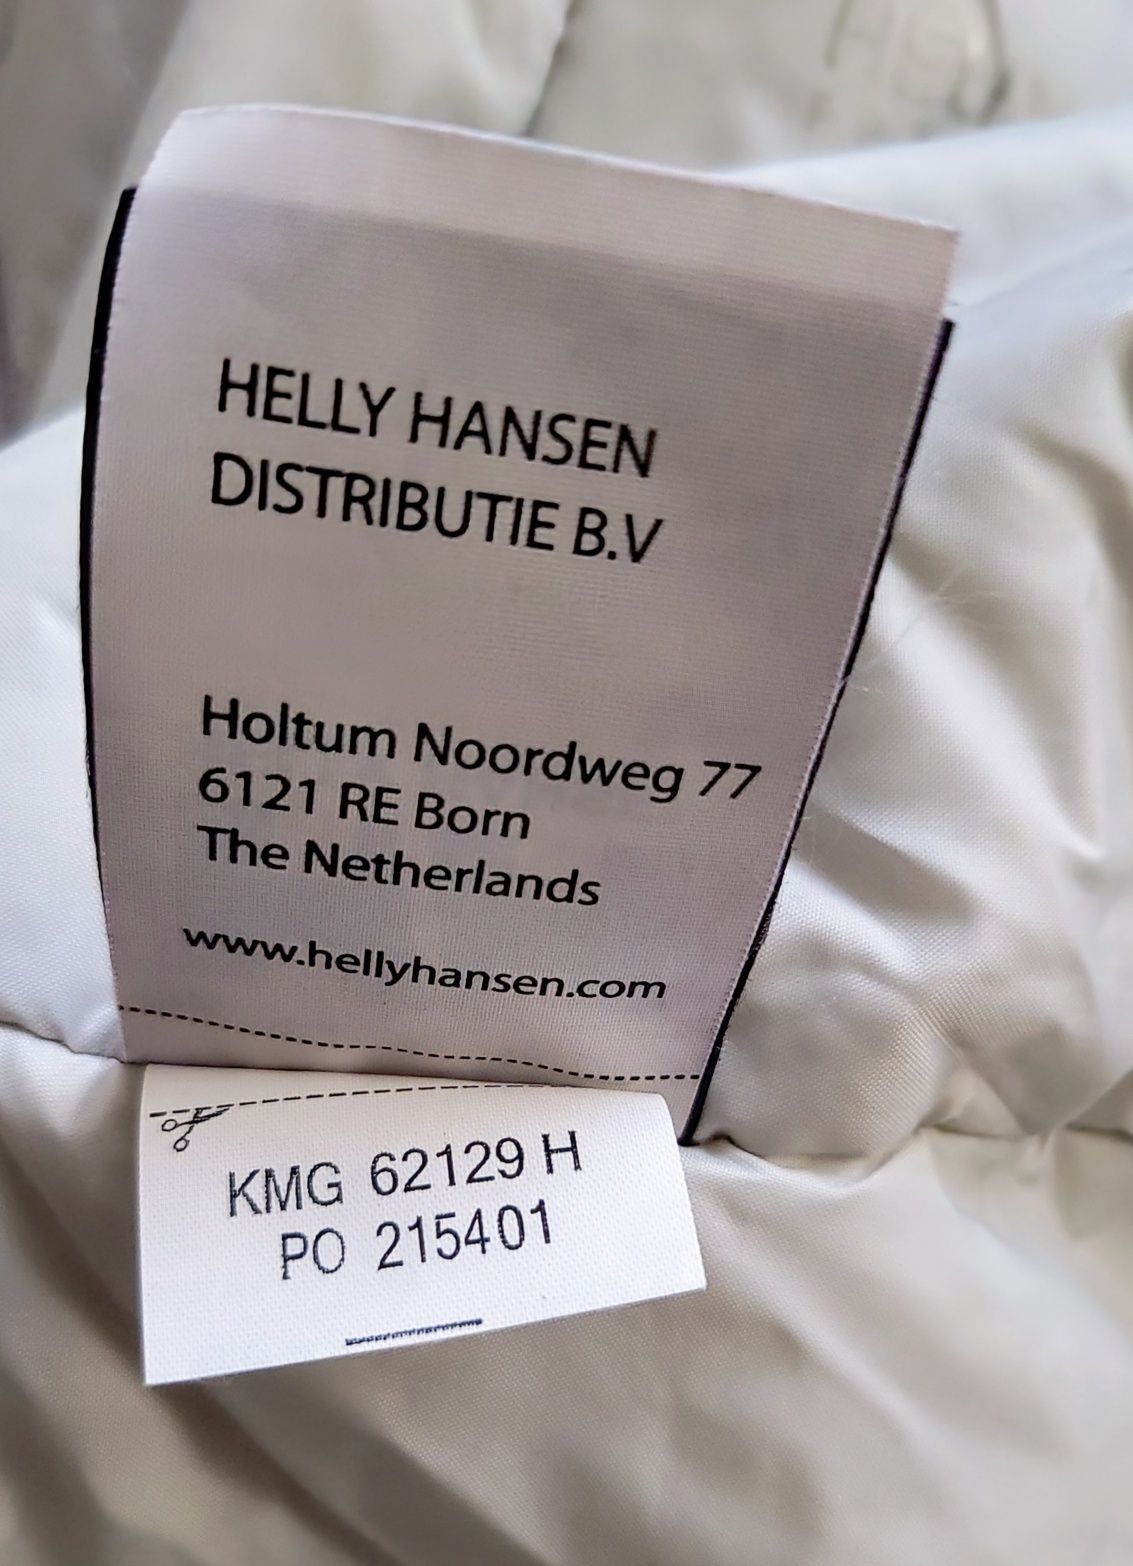 HELLY HANSEN
DISTRIBUTIE B.V
Holtum Noordweg 77
6121 RE Born
The Netherlands
www.hellyhansen.com
KMG 62129 H
PO 215401